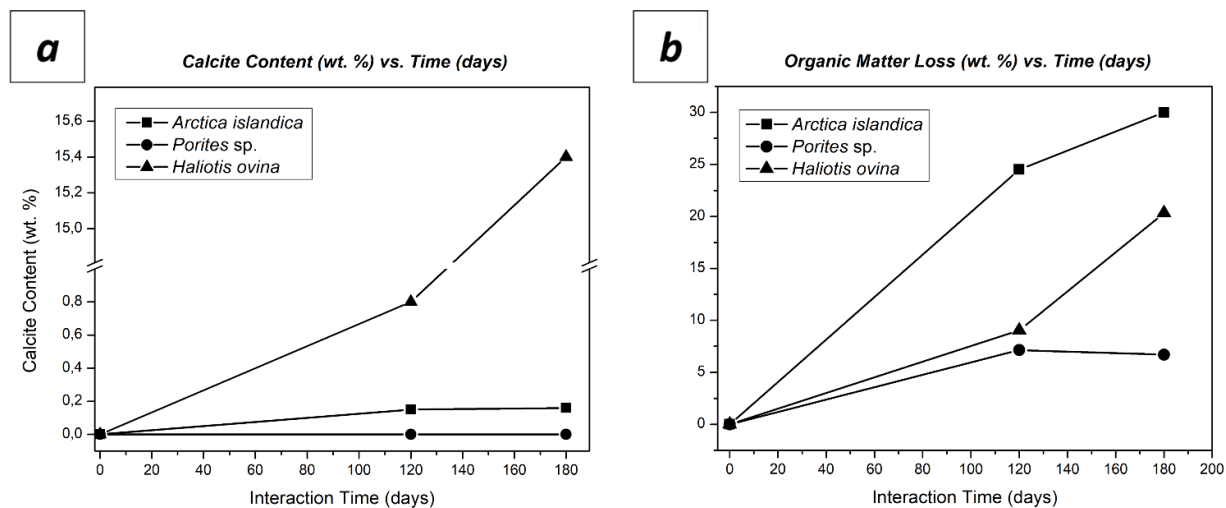 a
Calcite Content (wt. %) vs. Time (days)
Arctica islandica
Porites sp.
Haliotis ovina
Calcite Content (wt. %)
15,6
15,4
15,2
15,0
0,8
0,6
0,4
0,2
0,0
0 20 40 60 80 100 120 140 160 180
Interaction Time (days)
b
Organic Matter Loss (wt. %) vs. Time (days)
Arctica islandica
Porites sp.
Haliotis ovina
Organic Matter Loss (wt. %)
30
25
20
15
10
5
0
0 20 40 60 80 100 120 140 160 180 200
Interaction Time (days)